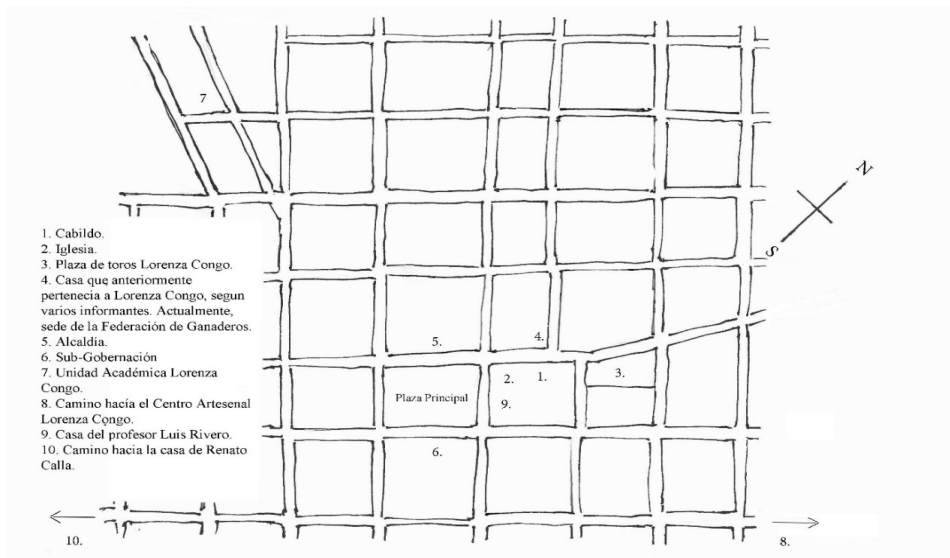 7
N
S
1. Cabildo.
2. Iglesia.
3. Plaza de toros Lorenza Congo.
4. Casa que anteriormente
pertenecia a Lorenza Congo, segun
varios informantes. Actualmente,
sede de la Federación de Ganaderos.
5. Alcaldia.
6. Sub-Gobernación
7. Unidad Académica Lorenza
Congo.
8. Camino hacía el Centro Artesenal
Lorenza Congo.
9. Casa del profesor Luis Rivero.
10. Camino hacia la casa de Renato
Calla.
5.
4.
2.
1.
3.
Plaza Principal
9.
6.
10.
8.